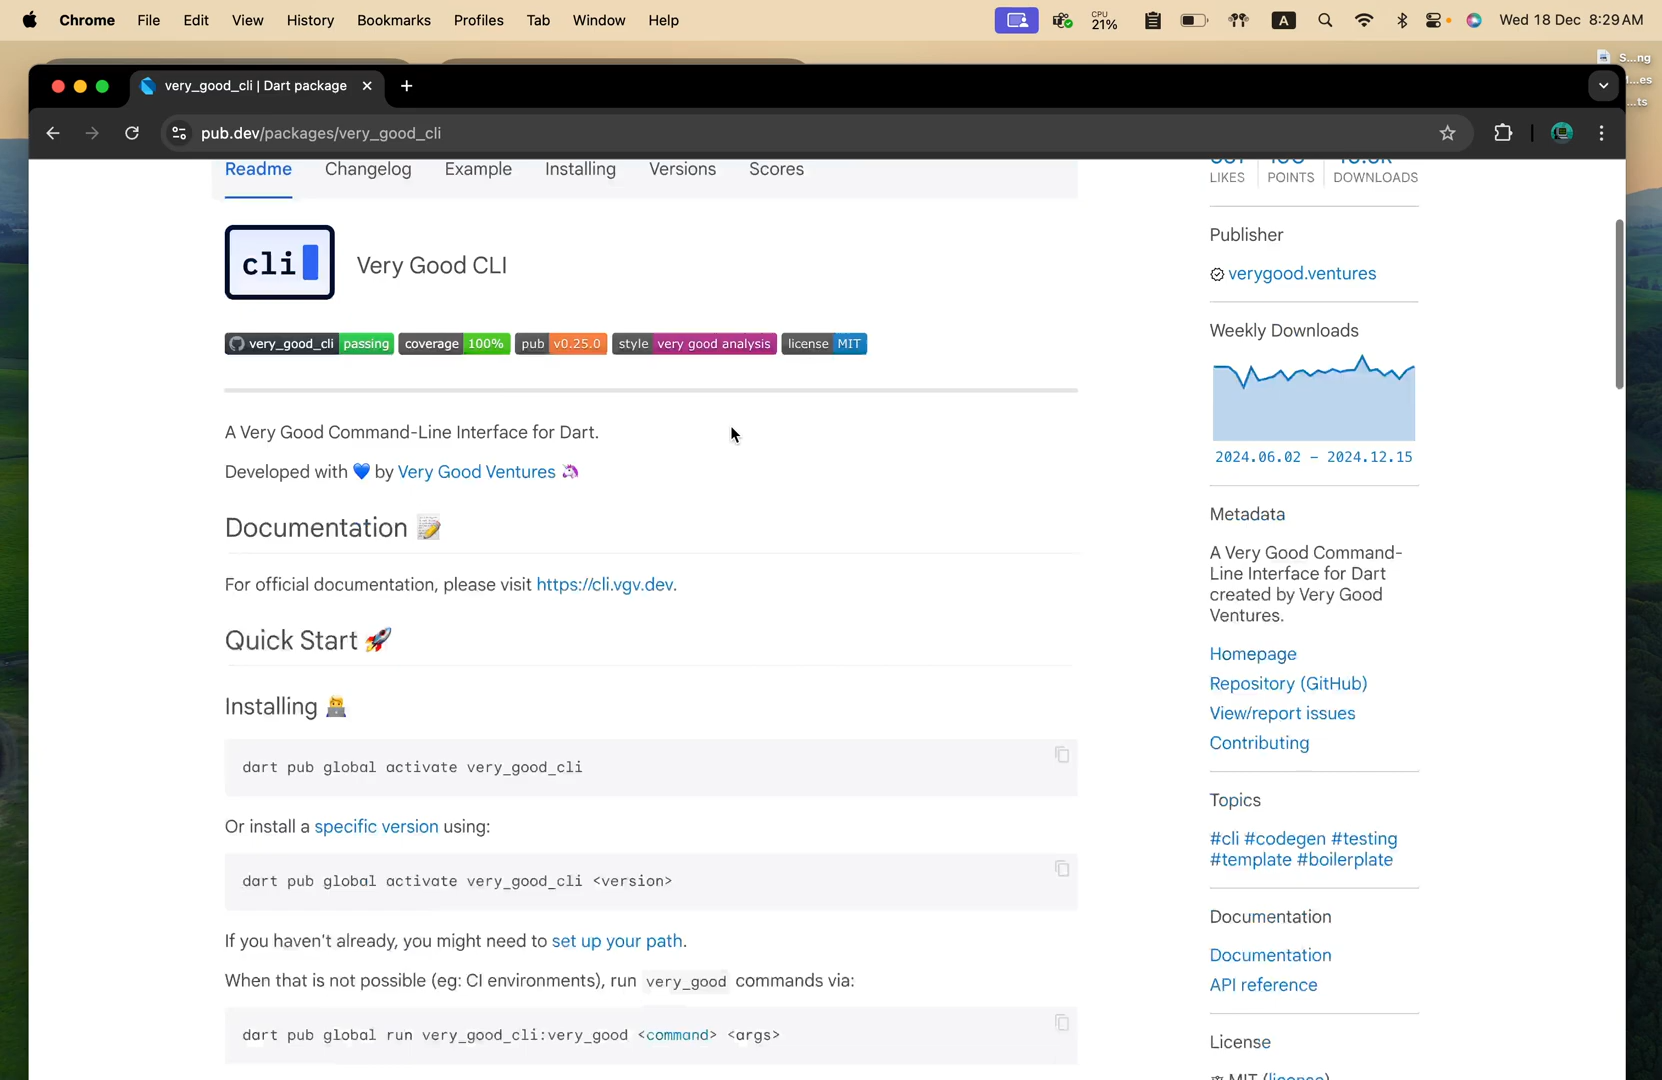 Chrome File Edit View History Bookmarks Profiles Tab Window Help
CPU
21%
A
Wed 18 Dec 8:29 AM
very_good_cli | Dart package
pub.dev/packages/very_good_cli
Readme Changelog Example Installing Versions Scores
cli
Very Good CLI
very_good_cli passing coverage 100% pub v0.25.0 style very good analysis license MIT
A Very Good Command-Line Interface for Dart.
Developed with 💙 by Very Good Ventures 🦄
Documentation 📝
For official documentation, please visit https://cli.vgv.dev.
Quick Start 🚀
Installing 🧑‍💻
dart pub global activate very_good_cli
Or install a specific version using:
dart pub global activate very_good_cli <version>
If you haven't already, you might need to set up your path.
When that is not possible (eg: CI environments), run very_good commands via:
dart pub global run very_good_cli:very_good <command> <args>
LIKES POINTS DOWNLOADS
Publisher
verygood.ventures
Weekly Downloads
2024.06.02 – 2024.12.15
Metadata
A Very Good Command-
Line Interface for Dart
created by Very Good
Ventures.
Homepage
Repository (GitHub)
View/report issues
Contributing
Topics
#cli #codegen #testing
#template #boilerplate
Documentation
Documentation
API reference
License
MIT (license)